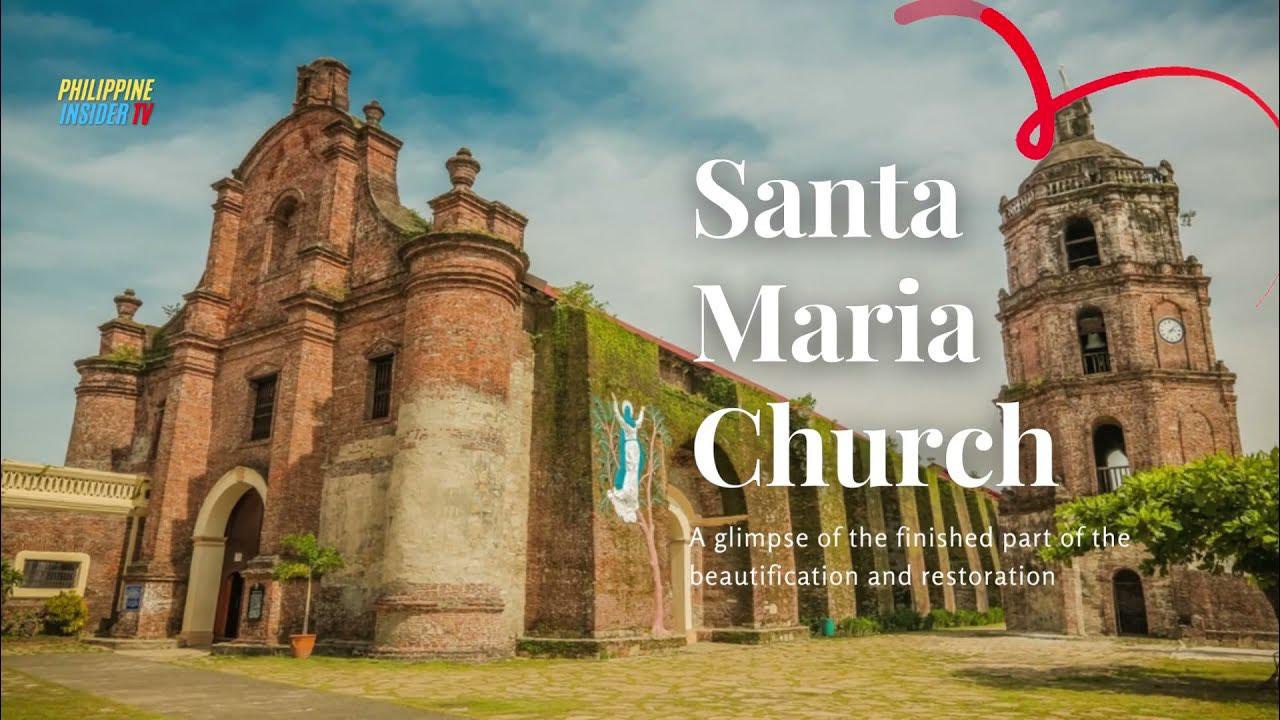 PHILIPPINE
INSIDER TV
Santa
Maria
Church
A glimpse of the finished part of the
beautification and restoration